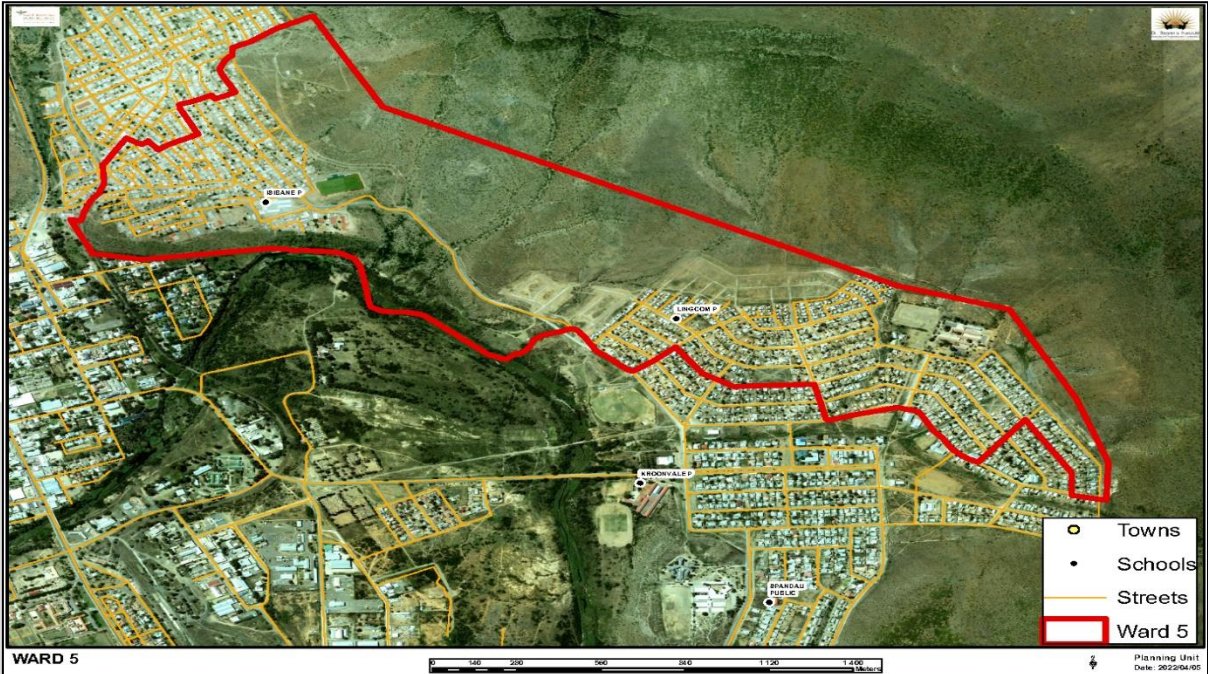 IBIBANE P
LINGCOM P
KROONVALE P
SPANDAU
PUBLIC
Towns
Schools
Streets
Ward 5
WARD 5
0 140 280 560 840 1 120 1 400
Meters
Planning Unit
Date: 2022/04/05